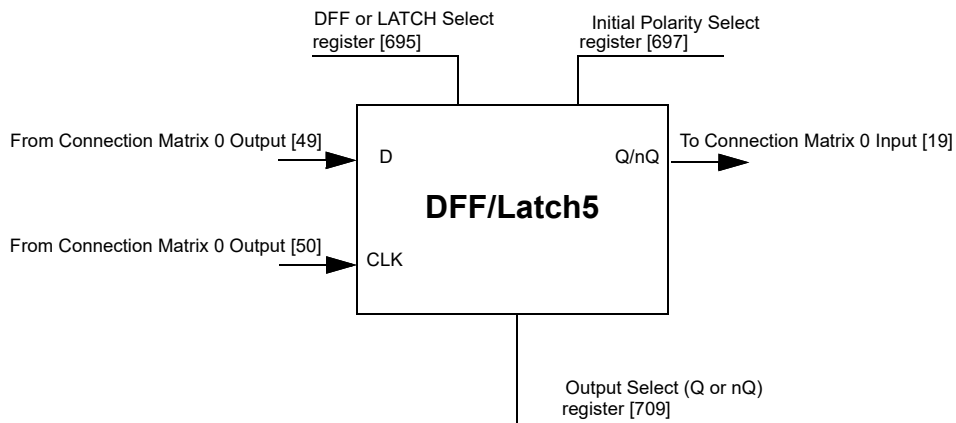 DFF or LATCH Select
register [695]
Initial Polarity Select
register [697]
From Connection Matrix 0 Output [49]
D
Q/nQ
To Connection Matrix 0 Input [19]
DFF/Latch5
From Connection Matrix 0 Output [50]
CLK
Output Select (Q or nQ)
register [709]